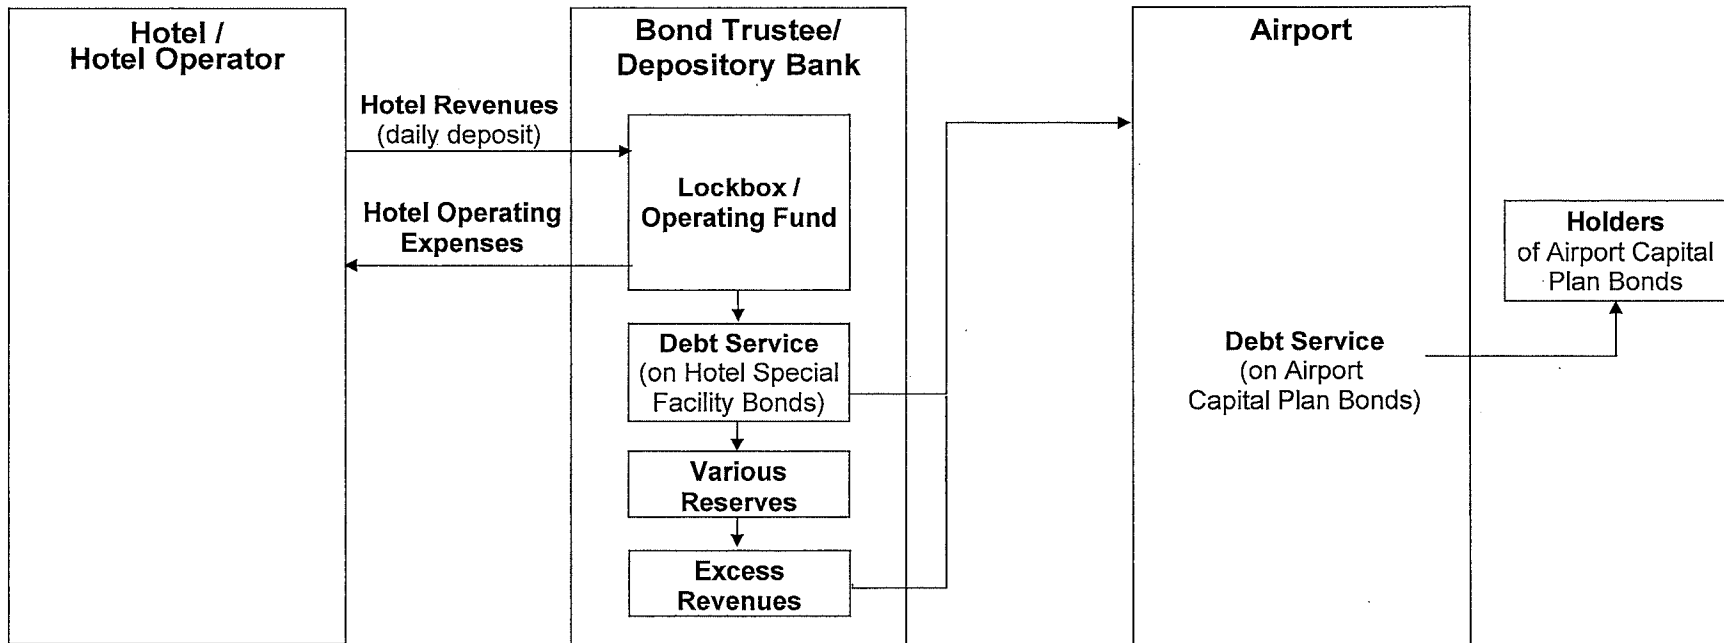 Hotel /
Hotel Operator
Hotel Revenues
(daily deposit)
Hotel Operating
Expenses
Bond Trustee/
Depository Bank
Lockbox /
Operating Fund
Debt Service
(on Hotel Special
Facility Bonds)
Various
Reserves
Excess
Revenues
Airport
Debt Service
(on Airport
Capital Plan Bonds)
Holders
of Airport Capital
Plan Bonds